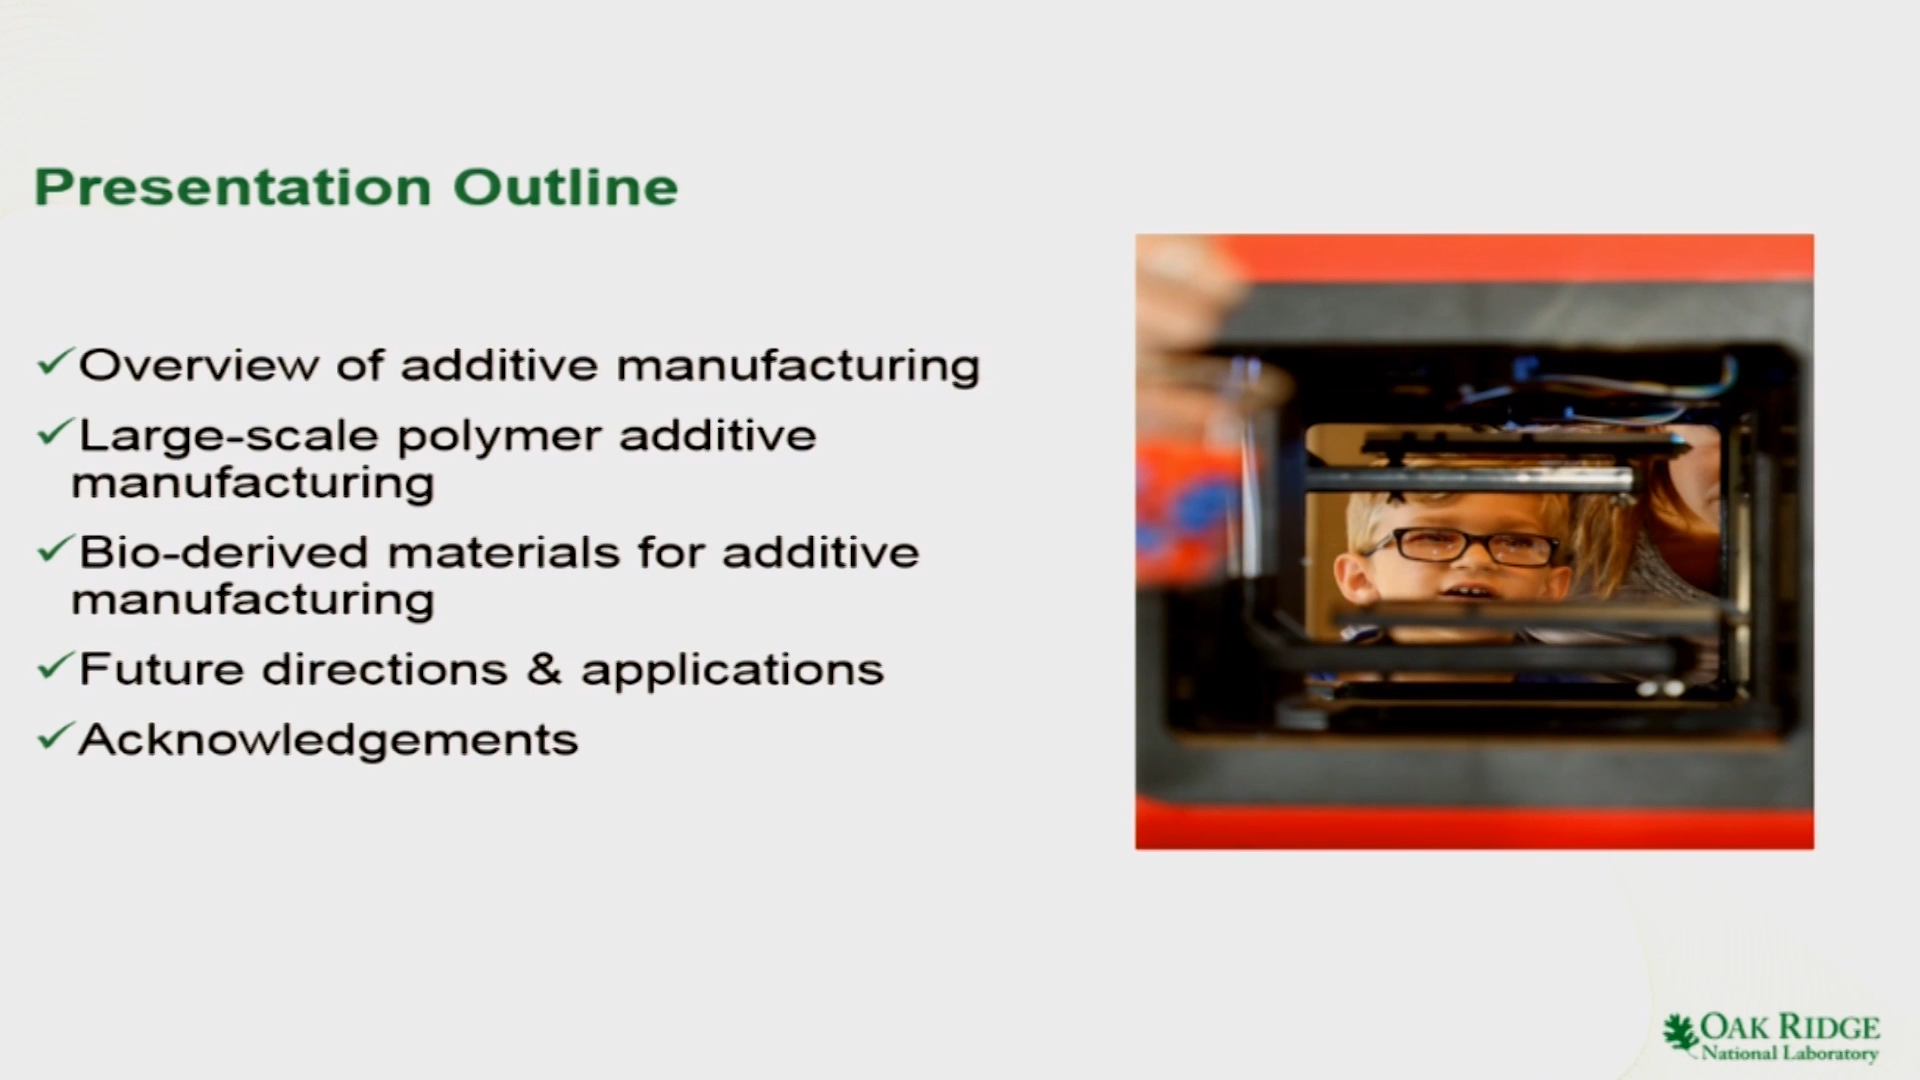 Presentation Outline
✓Overview of additive manufacturing
✓Large-scale polymer additive
manufacturing
✓Bio-derived materials for additive
manufacturing
✓Future directions & applications
✓Acknowledgements
OAK RIDGE
National Laboratory